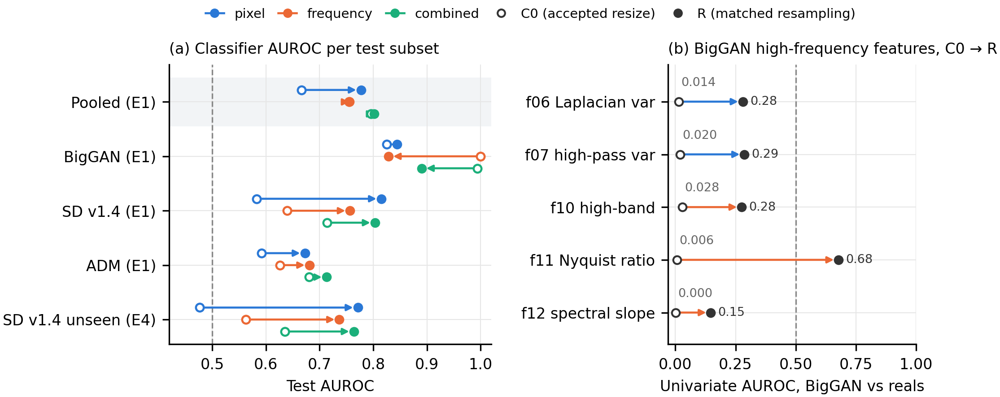 pixel frequency combined C0 (accepted resize) R (matched resampling)
(a) Classifier AUROC per test subset
Pooled (E1)
BigGAN (E1)
SD v1.4 (E1)
ADM (E1)
SD v1.4 unseen (E4)
0.5 0.6 0.7 0.8 0.9 1.0
Test AUROC
(b) BigGAN high-frequency features, C0 → R
0.014
f06 Laplacian var 0.28
0.020
f07 high-pass var 0.29
0.028
f10 high-band 0.28
0.006
f11 Nyquist ratio 0.68
0.000
f12 spectral slope 0.15
0.00 0.25 0.50 0.75 1.00
Univariate AUROC, BigGAN vs reals